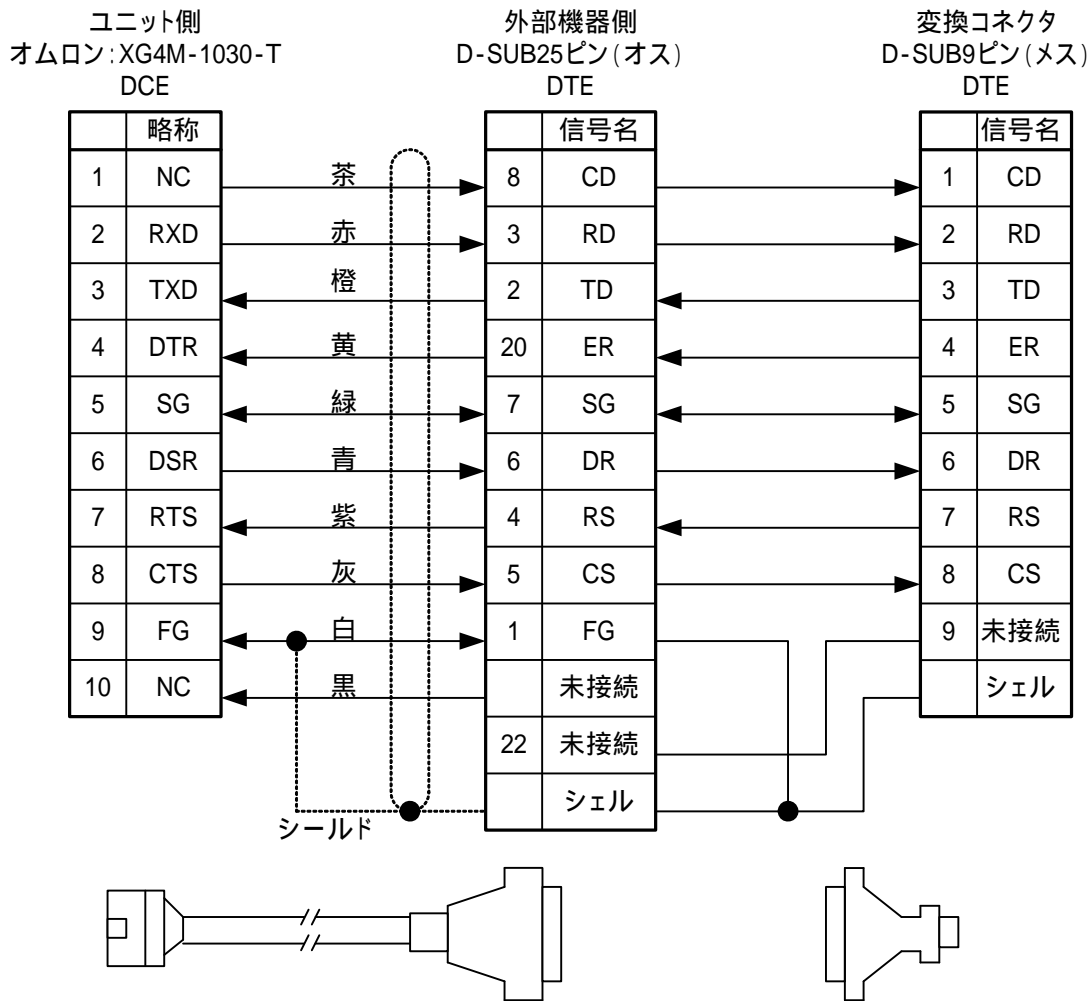 ユニット側
オムロン:XG4M-1030-T
DCE
外部機器側
D-SUB25ピン(オス)
DTE
変換コネクタ
D-SUB9ピン(メス)
DTE
略称 信号名 信号名
1 NC 茶 8 CD 1 CD
2 RXD 赤 3 RD 2 RD
3 TXD 橙 2 TD 3 TD
4 DTR 黄 20 ER 4 ER
5 SG 緑 7 SG 5 SG
6 DSR 青 6 DR 6 DR
7 RTS 紫 4 RS 7 RS
8 CTS 灰 5 CS 8 CS
9 FG 白 1 FG 9 未接続
10 NC 黒 未接続 シェル
22 未接続
シェル
シールド